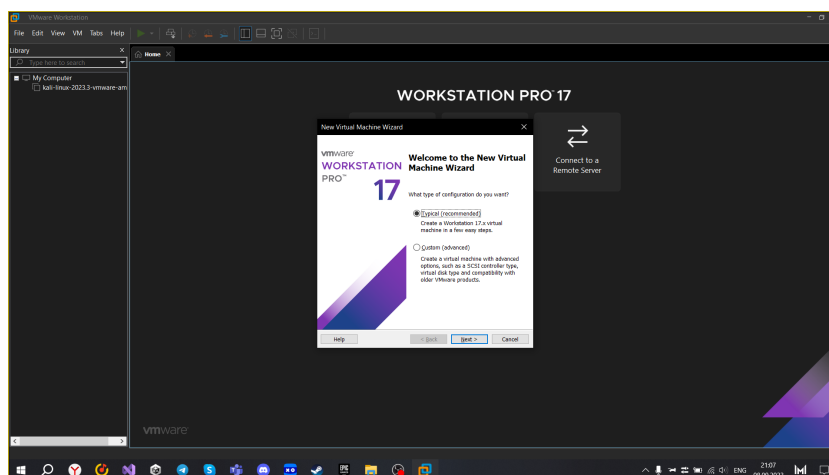 VMware Workstation
File Edit View VM Tabs Help
Library
Type here to search
My Computer
kali-linux-2023.3-vmware-am
Home
WORKSTATION PRO 17
Connect to a
Remote Server
New Virtual Machine Wizard
vmware
WORKSTATION
PRO™
17
Welcome to the New Virtual
Machine Wizard
What type of configuration do you want?
Typical (recommended)
Create a Workstation 17.x virtual
machine in a few easy steps.
Custom (advanced)
Create a virtual machine with advanced
options, such as a SCSI controller type,
virtual disk type and compatibility with
older VMware products.
Help
< Back
Next >
Cancel
vmware
ENG
21:07